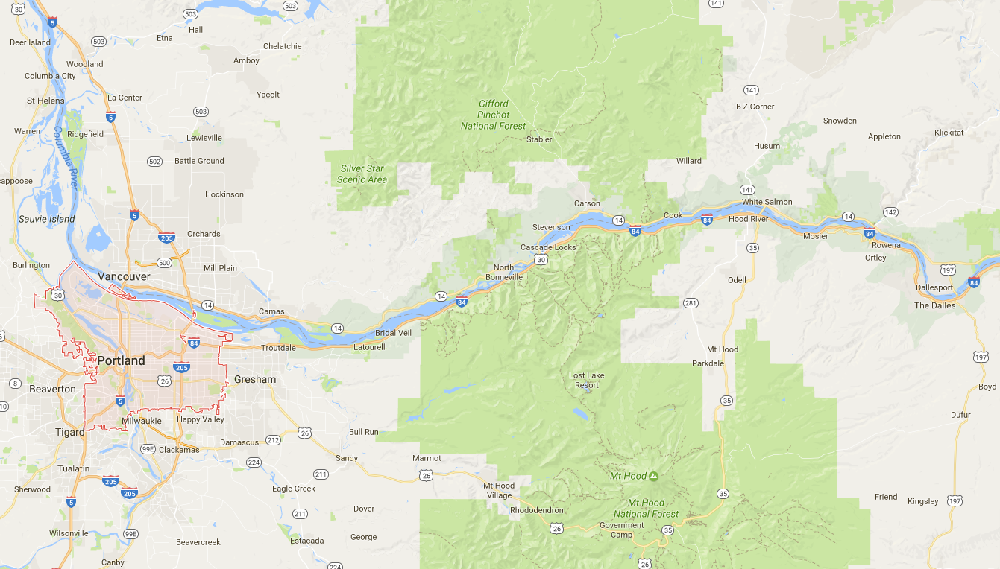 30
503
503
141
5
Hall
Etna
503
Deer Island
Chelatchie
Amboy
Woodland
Columbia City
141
Yacolt
St Helens
La Center
Gifford
Pinchot
National Forest
B Z Corner
503
5
Snowden
Warren
Ridgefield
Lewisville
Stabler
Appleton
Klickitat
Husum
Columbia River
502
Battle Ground
Willard
Silver Star
Scenic Area
cappoose
Hockinson
141
White Salmon
Carson
142
Sauvie Island
5
Cook
84
Hood River
14
14
Stevenson
84
84
Mosier
Orchards
205
Rowena
Cascade Locks
35
Ortley
Burlington
500
Mill Plain
30
North
Bonneville
197
Vancouver
Odell
84
Dallesport
30
14
14
84
281
The Dalles
Camas
14
Bridal Veil
84
Troutdale
Latourell
Mt Hood
Parkdale
Portland
205
197
Lost Lake
Resort
8
Beaverton
26
Gresham
Boyd
10
5
35
Dufur
Milwaukie
Happy Valley
Tigard
Bull Run
26
Damascus
212
99E
Clackamas
Sandy
Marmot
224
Tualatin
211
26
Mt Hood
205
Sherwood
205
Eagle Creek
Mt Hood
Village
35
Friend
5
Kingsley
197
Dover
Rhododendron
Mt Hood
National Forest
211
26
Government
Camp
35
Wilsonville
99E
Beavercreek
Estacada
George
Canby
224
26